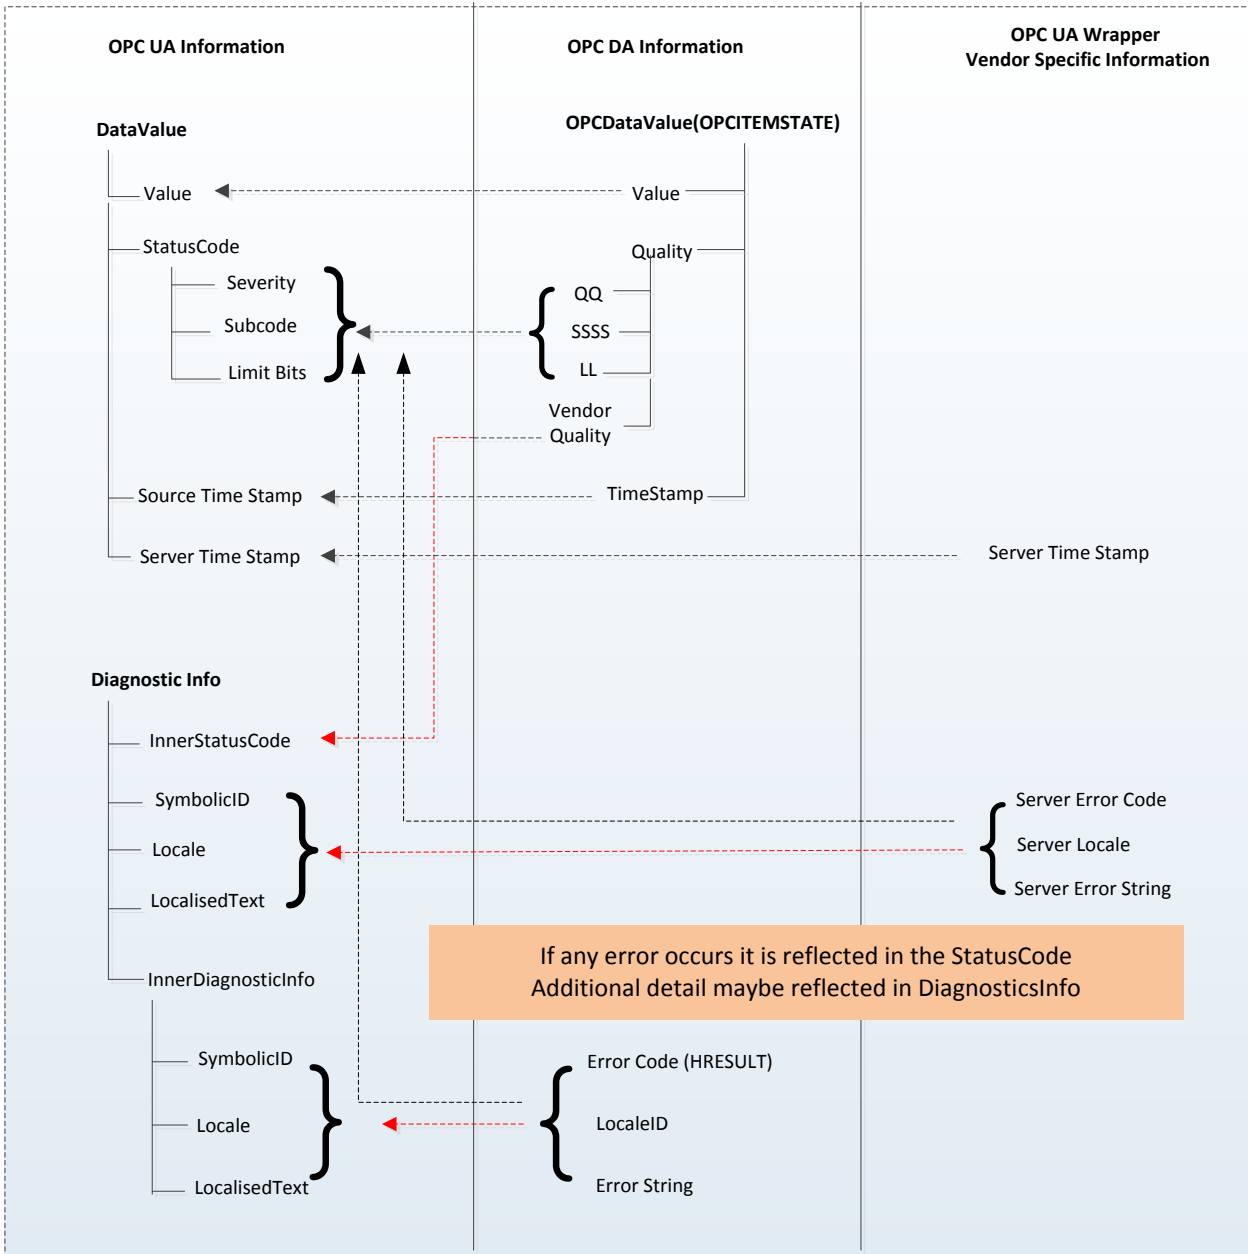 OPC UA Information
OPC DA Information
OPC UA Wrapper
Vendor Specific Information
DataValue
OPCDataValue(OPCITEMSTATE)
Value
Value
StatusCode
Quality
Severity
QQ
Subcode
SSSS
Limit Bits
LL
Vendor
Quality
Source Time Stamp
TimeStamp
Server Time Stamp
Server Time Stamp
Diagnostic Info
InnerStatusCode
SymbolicID
Server Error Code
Locale
Server Locale
LocalisedText
Server Error String
If any error occurs it is reflected in the StatusCode
Additional detail maybe reflected in DiagnosticsInfo
InnerDiagnosticInfo
SymbolicID
Error Code (HRESULT)
Locale
LocaleID
LocalisedText
Error String